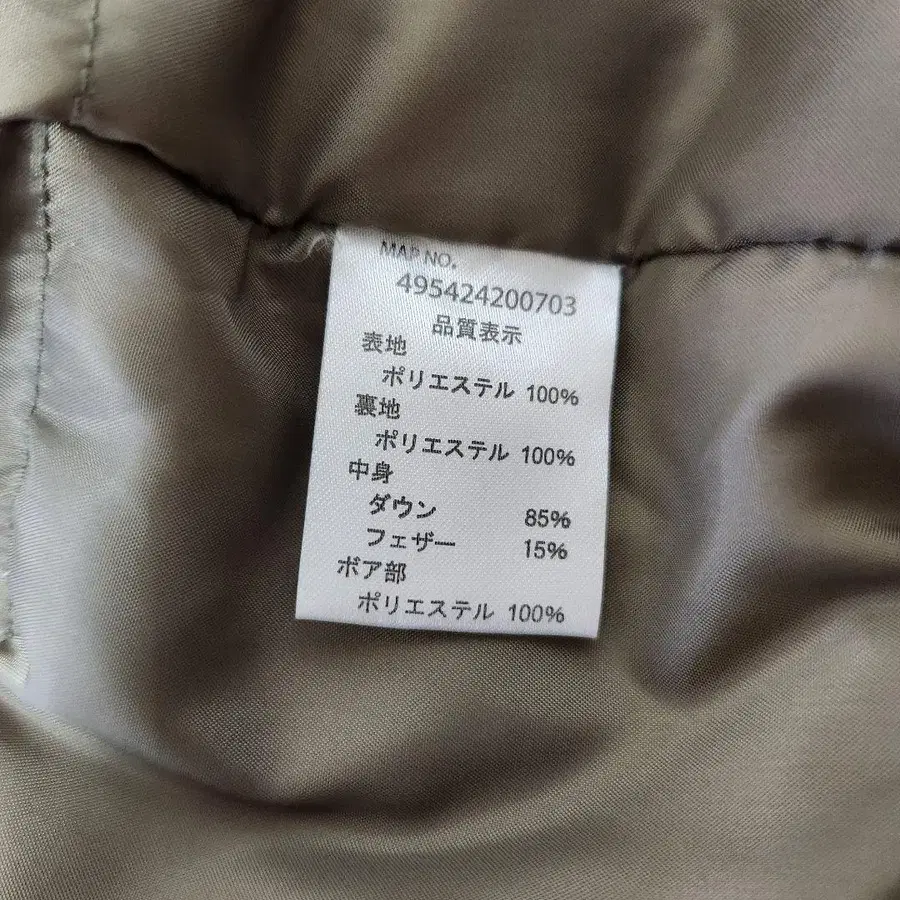 MAP NO.
495424200703
品質表示
表地
ポリエステル 100%
裏地
ポリエステル 100%
中身
ダウン 85%
フェザー 15%
ボア部
ポリエステル 100%